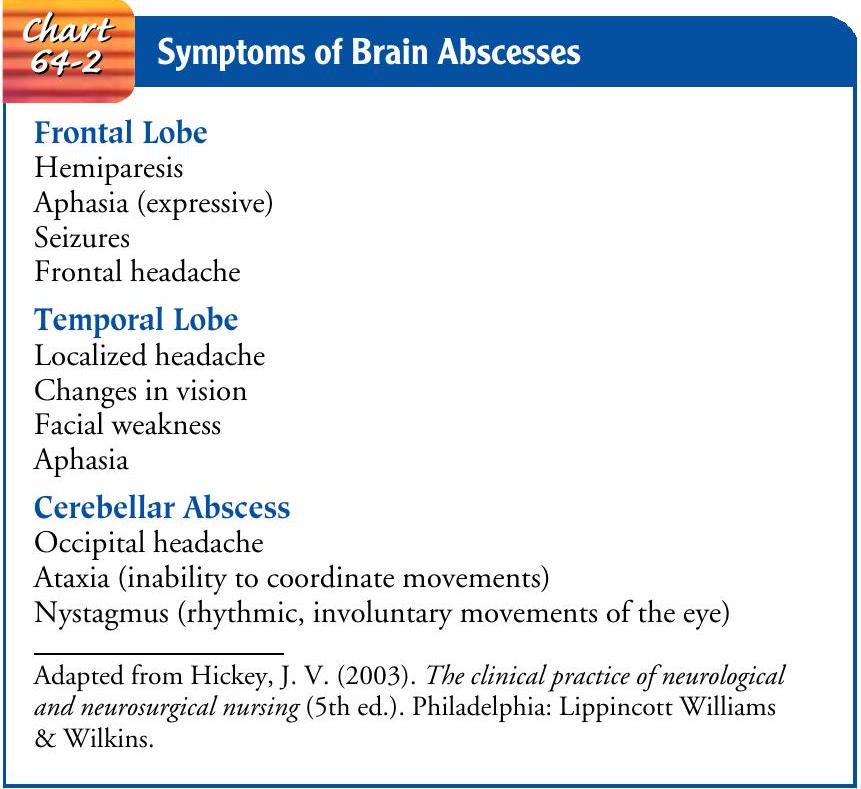 Chart
64-2
Symptoms of Brain Abscesses
Frontal Lobe
Hemiparesis
Aphasia (expressive)
Seizures
Frontal headache
Temporal Lobe
Localized headache
Changes in vision
Facial weakness
Aphasia
Cerebellar Abscess
Occipital headache
Ataxia (inability to coordinate movements)
Nystagmus (rhythmic, involuntary movements of the eye)
Adapted from Hickey, J. V. (2003). The clinical practice of neurological
and neurosurgical nursing (5th ed.). Philadelphia: Lippincott Williams
& Wilkins.